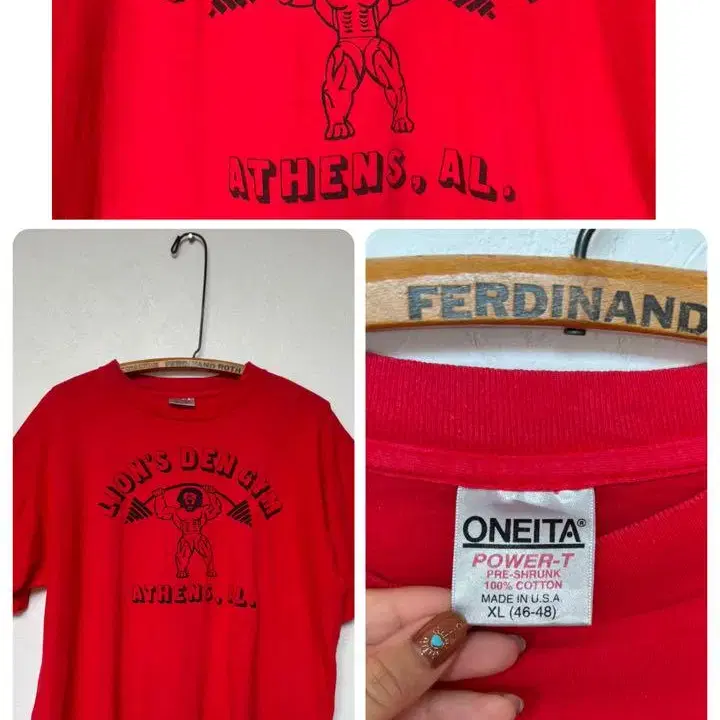 ATHENS, AL.
FERDINAND ROTH
LION'S DEN GYM
ATHENS, AL.
FERDINAND
ONEITA®
POWER-T
PRE-SHRUNK
100% COTTON
MADE IN U.S.A
XL (46-48)